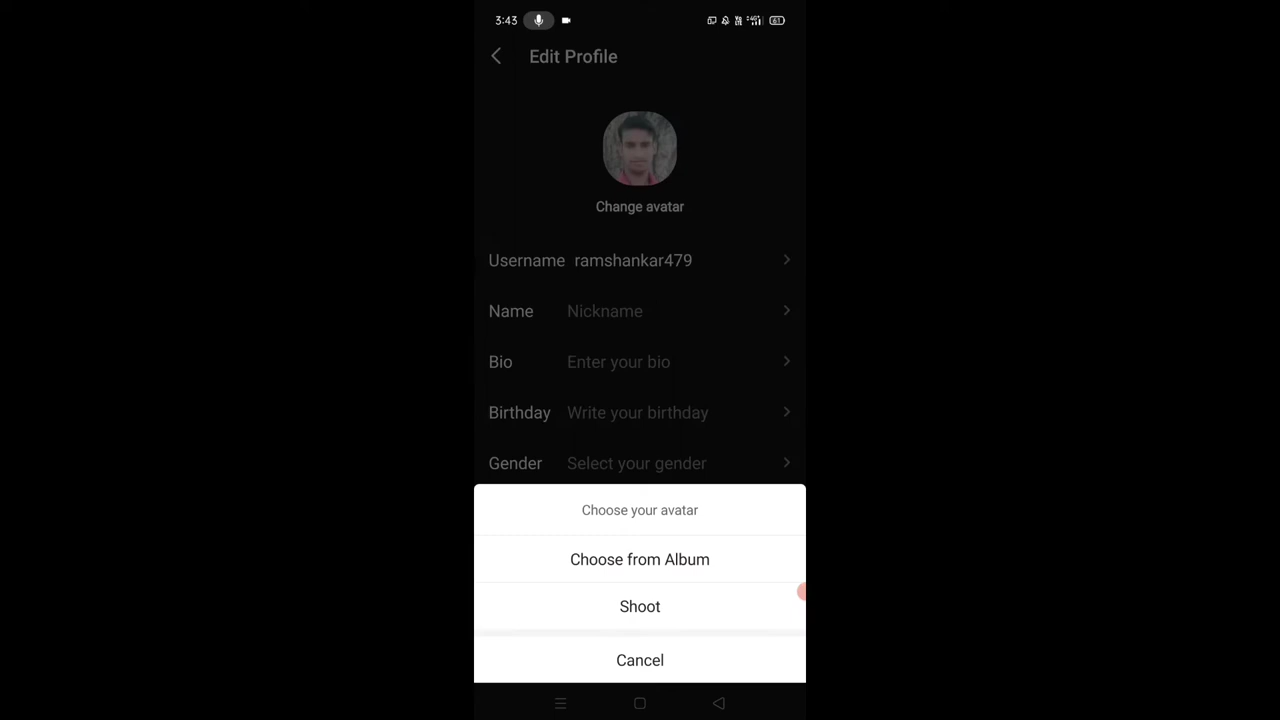 3:43
61
Edit Profile
Change avatar
Username ramshankar479
Name Nickname
Bio Enter your bio
Birthday Write your birthday
Gender Select your gender
Choose your avatar
Choose from Album
Shoot
Cancel